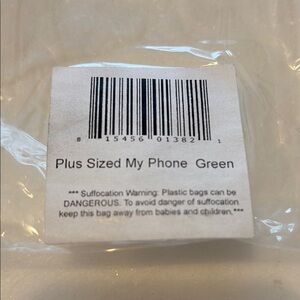 8 15456 01382 1
Plus Sized My Phone Green
*** Suffocation Warning: Plastic bags can be
DANGEROUS. To avoid danger of suffocation
keep this bag away from babies and children.***